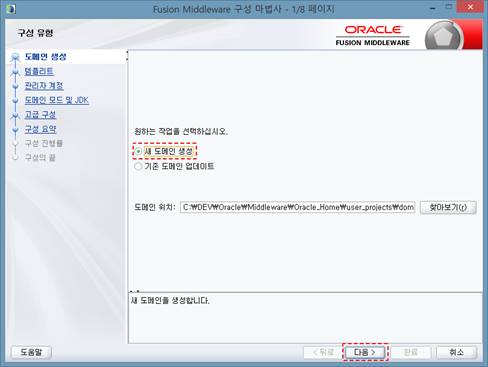 Fusion Middleware 구성 마법사 - 1/8 페이지
구성 유형
ORACLE
FUSION MIDDLEWARE
도메인 생성
템플리트
관리자 계정
도메인 모드 및 JDK
고급 구성
구성 요약
구성 진행률
구성의 끝
원하는 작업을 선택하십시오.
새 도메인 생성
기존 도메인 업데이트
도메인 위치: C:₩DEV₩Oracle₩Middleware₩Oracle_Home₩user_projects₩dom 찾아보기(r)
새 도메인을 생성합니다.
도움말 < 뒤로 다음 > 완료 취소